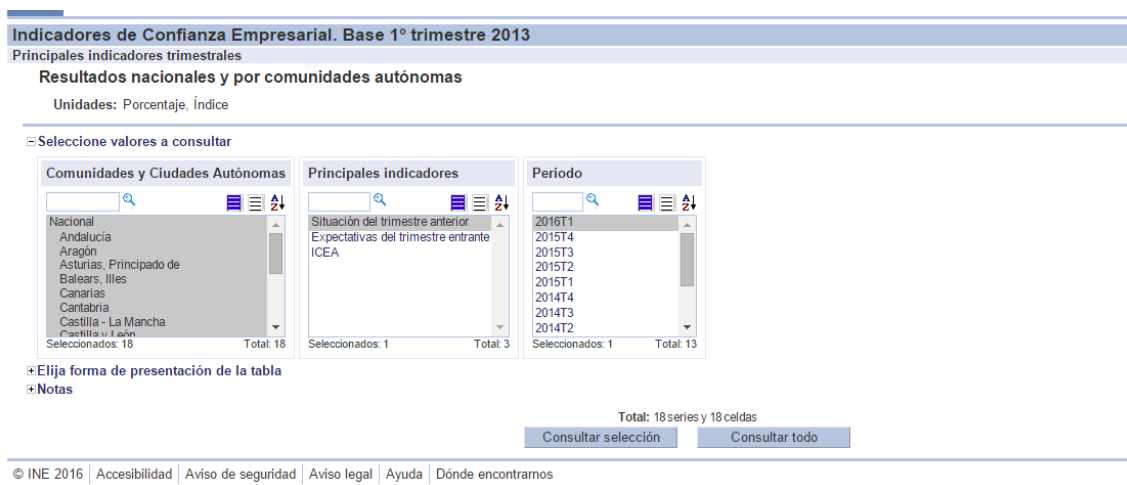 Indicadores de Confianza Empresarial. Base 1º trimestre 2013
Principales indicadores trimestrales
Resultados nacionales y por comunidades autónomas
Unidades: Porcentaje, Índice
Seleccione valores a consultar
Comunidades y Ciudades Autónomas
Nacional
Andalucía
Aragón
Asturias, Principado de
Balears, Illes
Canarias
Cantabria
Castilla - La Mancha
Castilla y León
Seleccionados: 18 Total: 18
Principales indicadores
Situación del trimestre anterior
Expectativas del trimestre entrante
ICEA
Seleccionados: 1 Total: 3
Periodo
2016T1
2015T4
2015T3
2015T2
2015T1
2014T4
2014T3
2014T2
Seleccionados: 1 Total: 13
Elija forma de presentación de la tabla
Notas
Total: 18 series y 18 celdas
Consultar selección Consultar todo
© INE 2016 | Accesibilidad | Aviso de seguridad | Aviso legal | Ayuda | Dónde encontrarnos